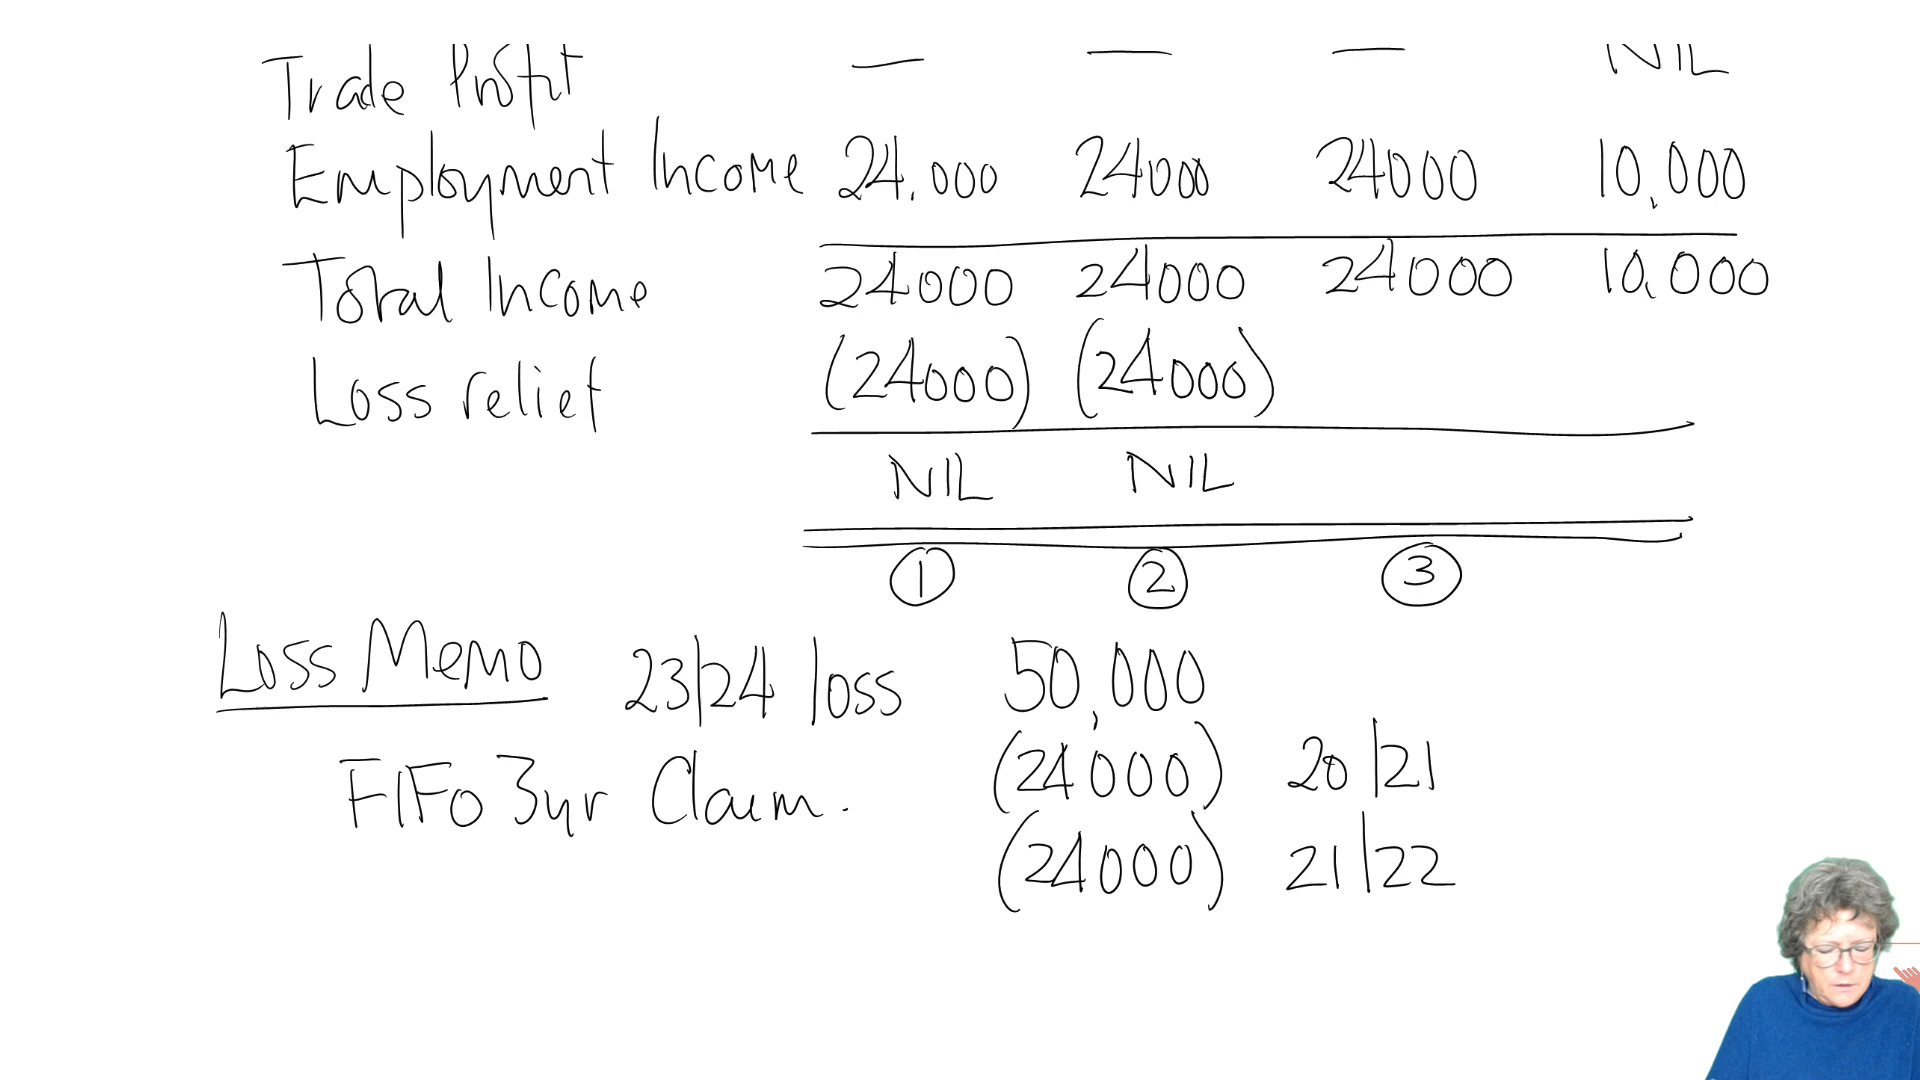 Trade Profit — — — NIL
Employment Income 24.000 24000 24000 10,000
Total Income 24000 24000 24000 10,000
Loss relief (24000) (24000)
NIL NIL
1 2 3
Loss Memo 23/24 loss 50,000
(24000) 20/21
FIFO 3yr Claim.
(24000) 21/22